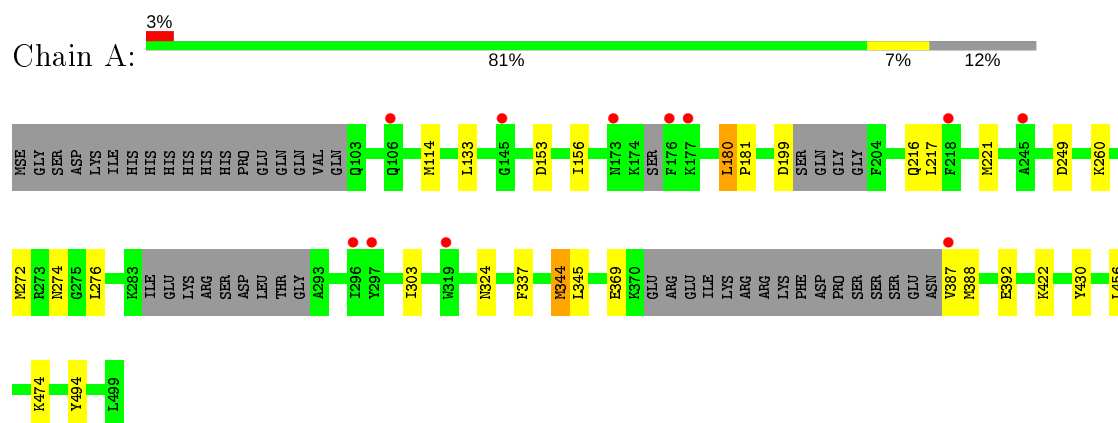 3%
Chain A:
81% 7% 12%
MSE GLY SER ASP LYS ILE HIS HIS HIS HIS HIS HIS PRO GLU GLN GLN VAL GLN Q103 Q106 M114 L133 G145 D153 I156 N173 K174 SER F176 K177 L180 P181 D199 SER GLN GLY GLY F204 Q216 L217 F218 M221 A245 D249 K260
M272 R273 N274 G275 L276 K283 ILE GLU LYS ARG SER ASP ASP LEU THR GLY A293 I296 Y297 I303 W319 N324 F337 M344 L345 E369 K370 GLU ARG GLU ILE LYS ARG ARG LYS PHE ASP PRO SER SER SER GLU ASN V387 M388 E392 K422 Y430 L456
K474 Y494 L499